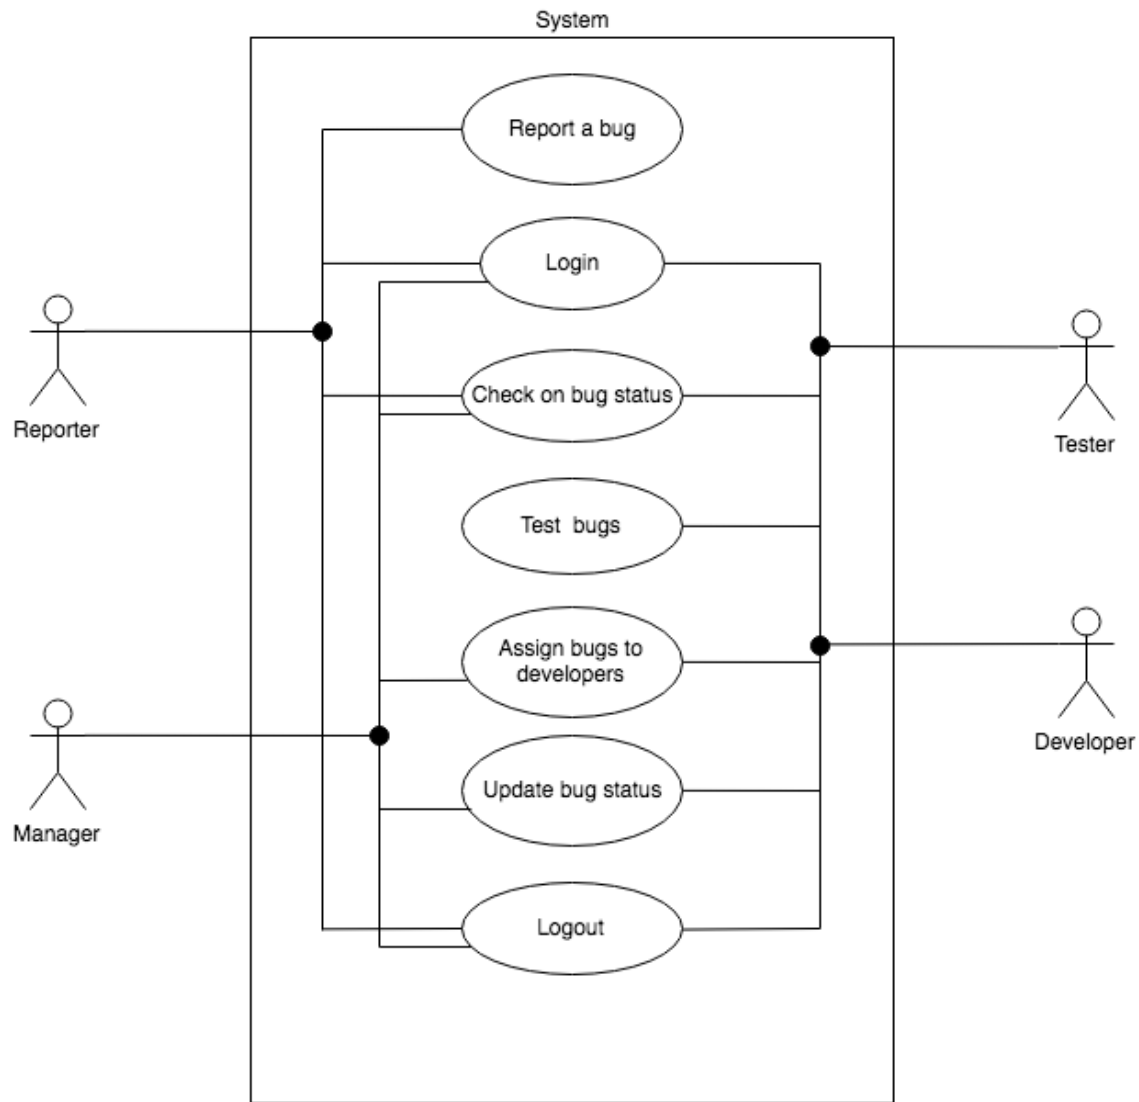 System
Report a bug
Login
Reporter
Check on bug status
Tester
Test  bugs
Assign bugs to
developers
Developer
Update bug status
Manager
Logout